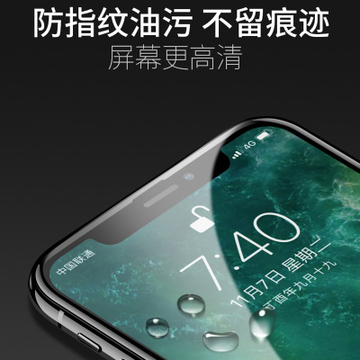 防指纹油污 不留痕迹
屏幕更高清
4G
中国联通
7:40
11月7日 星期二
丁酉年九月十九